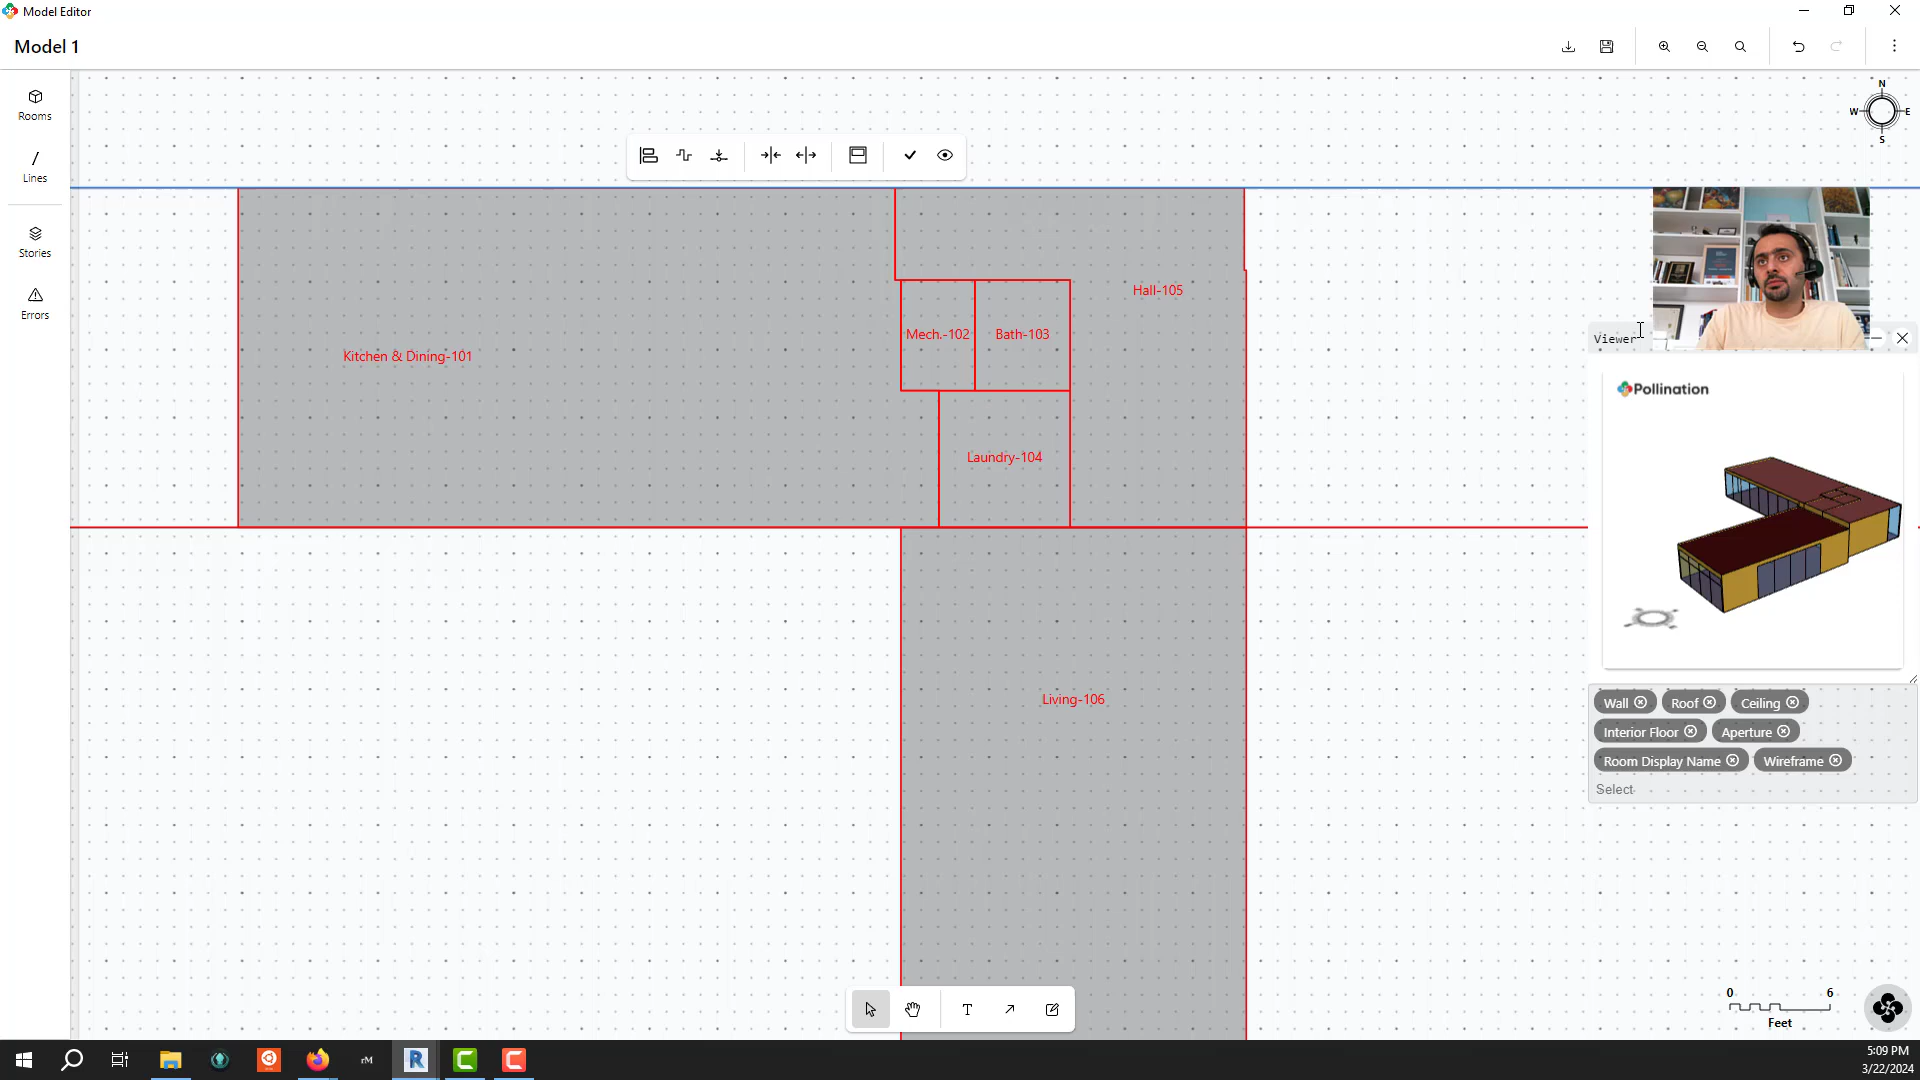 Model Editor
Model 1
Rooms
Lines
Stories
Errors
N
W
E
S
Hall-105
Mech.-102
Bath-103
Kitchen & Dining-101
Laundry-104
Living-106
Viewer
Pollination
Wall
Roof
Ceiling
Interior Floor
Aperture
Room Display Name
Wireframe
Select
0
6
Feet
T
rM
R
C
C
5:09 PM
3/22/2024